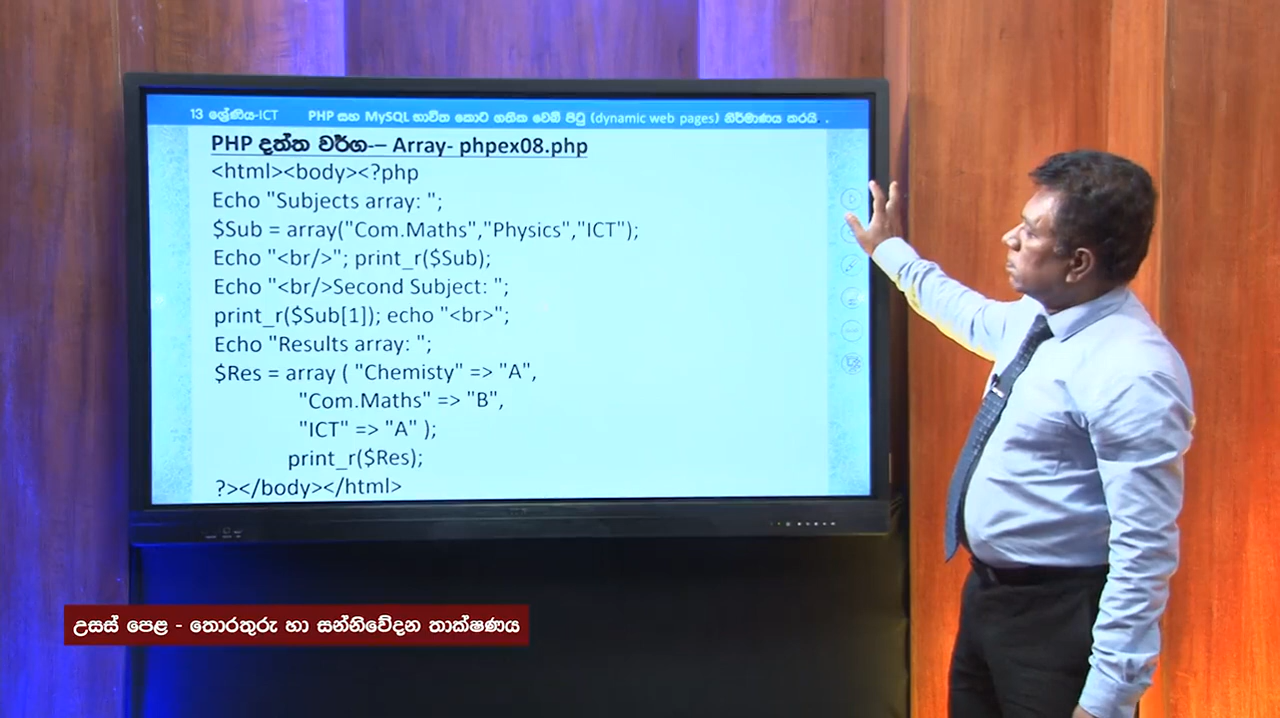 13 ශ්‍රේණිය-ICT PHP සහ MySQL භාවිත කොට ගතික වෙබ් පිටු (dynamic web pages) නිර්මාණය කරයි .
PHP දත්ත වර්ග-– Array- phpex08.php
<html><body><?php
Echo "Subjects array: ";
$Sub = array("Com.Maths","Physics","ICT");
Echo "<br/>"; print_r($Sub);
Echo "<br/>Second Subject: ";
print_r($Sub[1]); echo "<br>";
Echo "Results array: ";
$Res = array ( "Chemisty" => "A",
"Com.Maths" => "B",
"ICT" => "A" );
print_r($Res);
?></body></html>
උසස් පෙළ - තොරතුරු හා සන්නිවේදන තාක්ෂණය